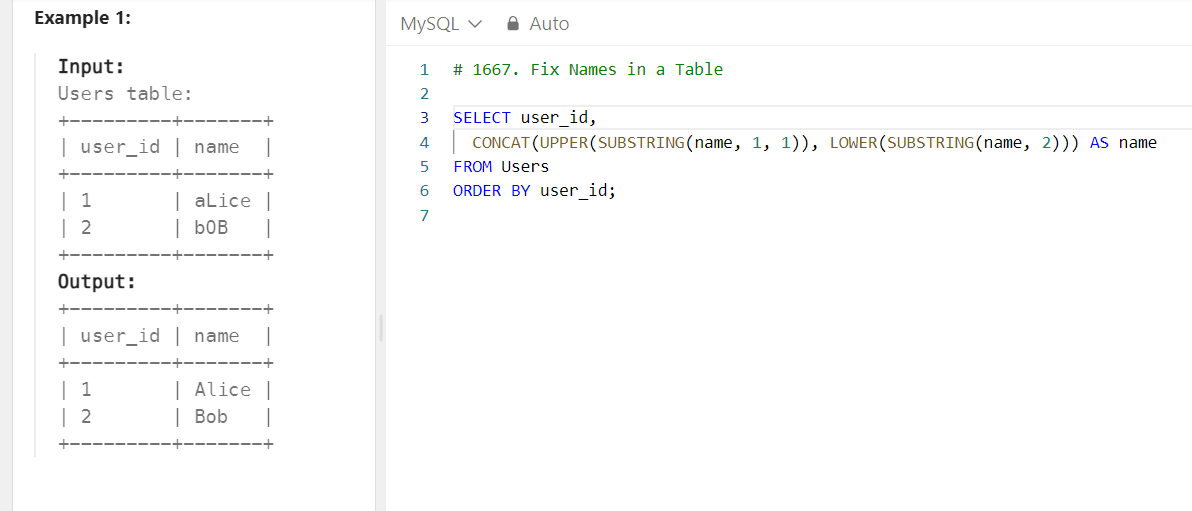 Example 1:
Input:
Users table:
+---------+-------+
| user_id | name  |
+---------+-------+
| 1       | aLice |
| 2       | bOB   |
+---------+-------+
Output:
+---------+-------+
| user_id | name  |
+---------+-------+
| 1       | Alice |
| 2       | Bob   |
+---------+-------+
MySQL Auto
1 # 1667. Fix Names in a Table
2
3 SELECT user_id,
4   CONCAT(UPPER(SUBSTRING(name, 1, 1)), LOWER(SUBSTRING(name, 2))) AS name
5 FROM Users
6 ORDER BY user_id;
7